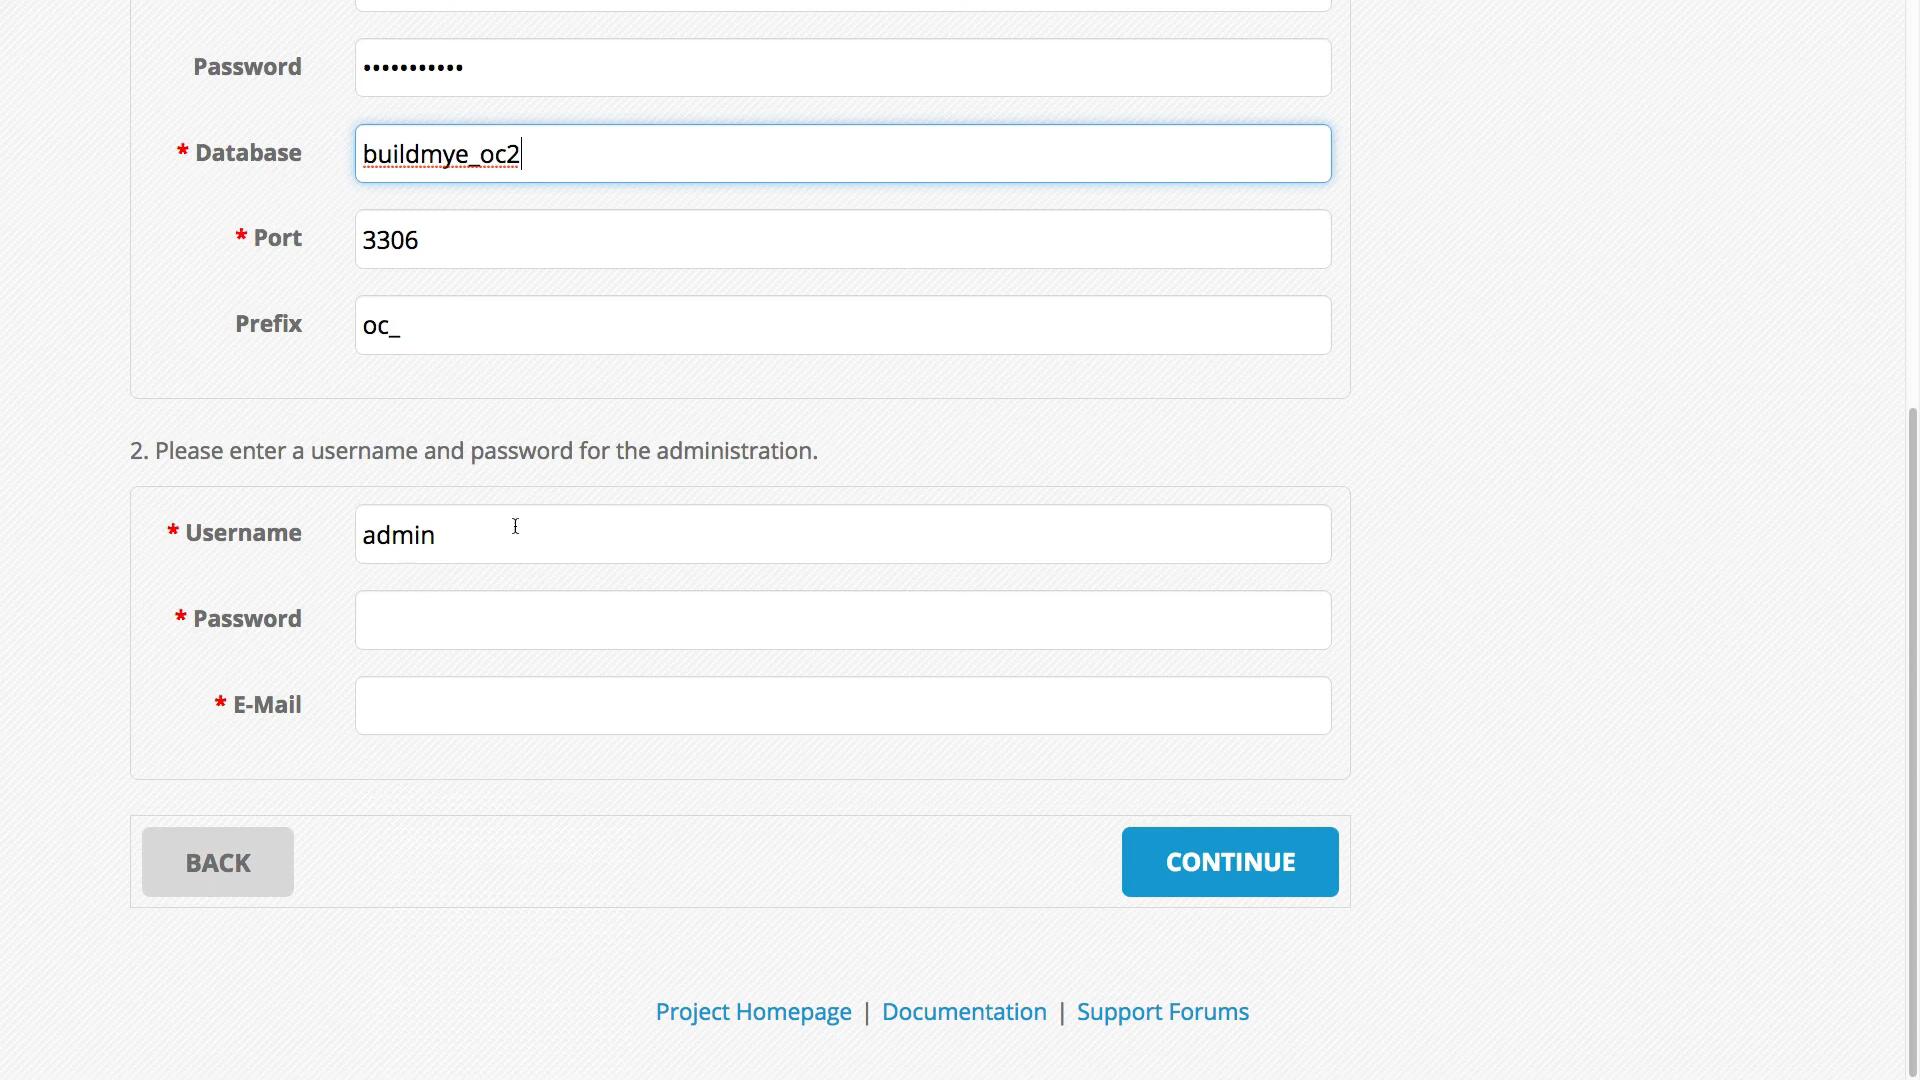 Password •••••••••••
* Database buildmye_oc2
* Port 3306
Prefix oc_
2. Please enter a username and password for the administration.
* Username admin
* Password
* E-Mail
BACK CONTINUE
Project Homepage | Documentation | Support Forums